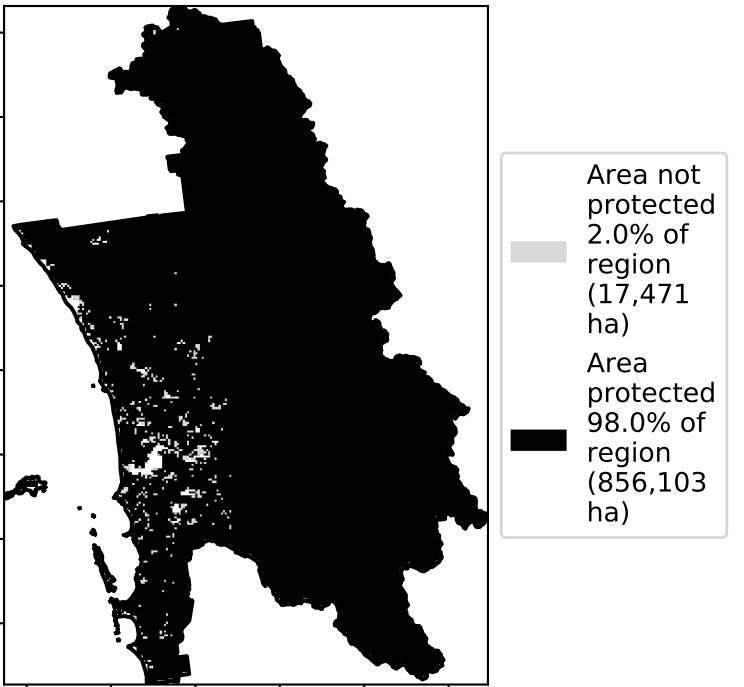 Area not
protected
2.0% of
region
(17,471
ha)
Area
protected
98.0% of
region
(856,103
ha)